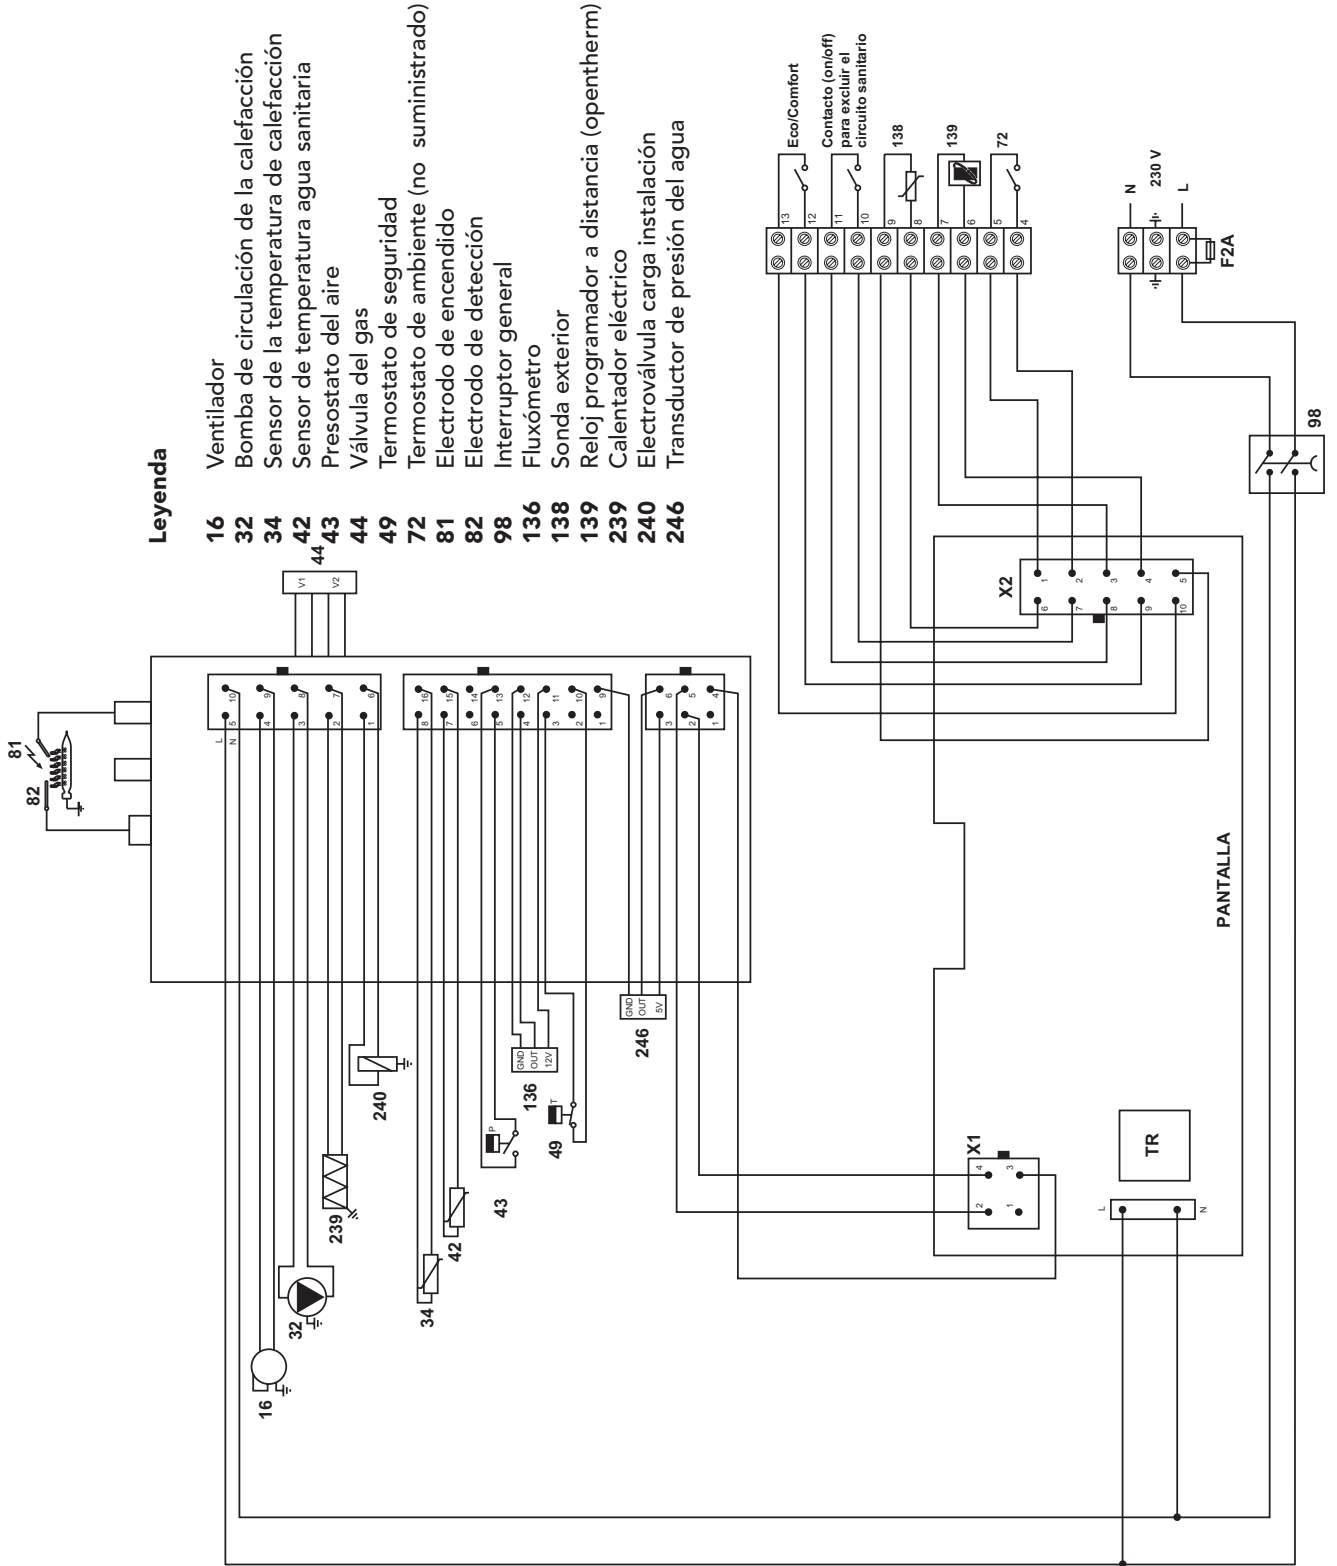 Leyenda
16 Ventilador
32 Bomba de circulación de la calefacción
34 Sensor de la temperatura de calefacción
42 Sensor de temperatura agua sanitaria
43 Presostato del aire
44 Válvula del gas
49 Termostato de seguridad
72 Termostato de ambiente (no suministrado)
81 Electrodo de encendido
82 Electrodo de detección
98 Interruptor general
136 Fluxómetro
138 Sonda exterior
139 Reloj programador a distancia (opentherm)
239 Calentador eléctrico
240 Electroválvula carga instalación
246 Transductor de presión del agua
81
82
44
V1
V2
L
N
10 9 8 7 6
5 4 3 2 1
16 15 14 13 12 11 10 9
8 7 6 5 4 3 2 1
6 5 4
3 2 1
16
32
239
240
34
42
43
P
136
GND
OUT
12V
49
T
246
GND
OUT
5V
X1
2 4
1 3
TR
L
N
PANTALLA
X2
1 2 3 4 5
6 7 8 9 10
98
Eco/Comfort
Contacto (on/off)
para excluir el
circuito sanitario
138
139
72
13 12 11 10 9 8 7 6 5 4
N
230 V
L
F2A